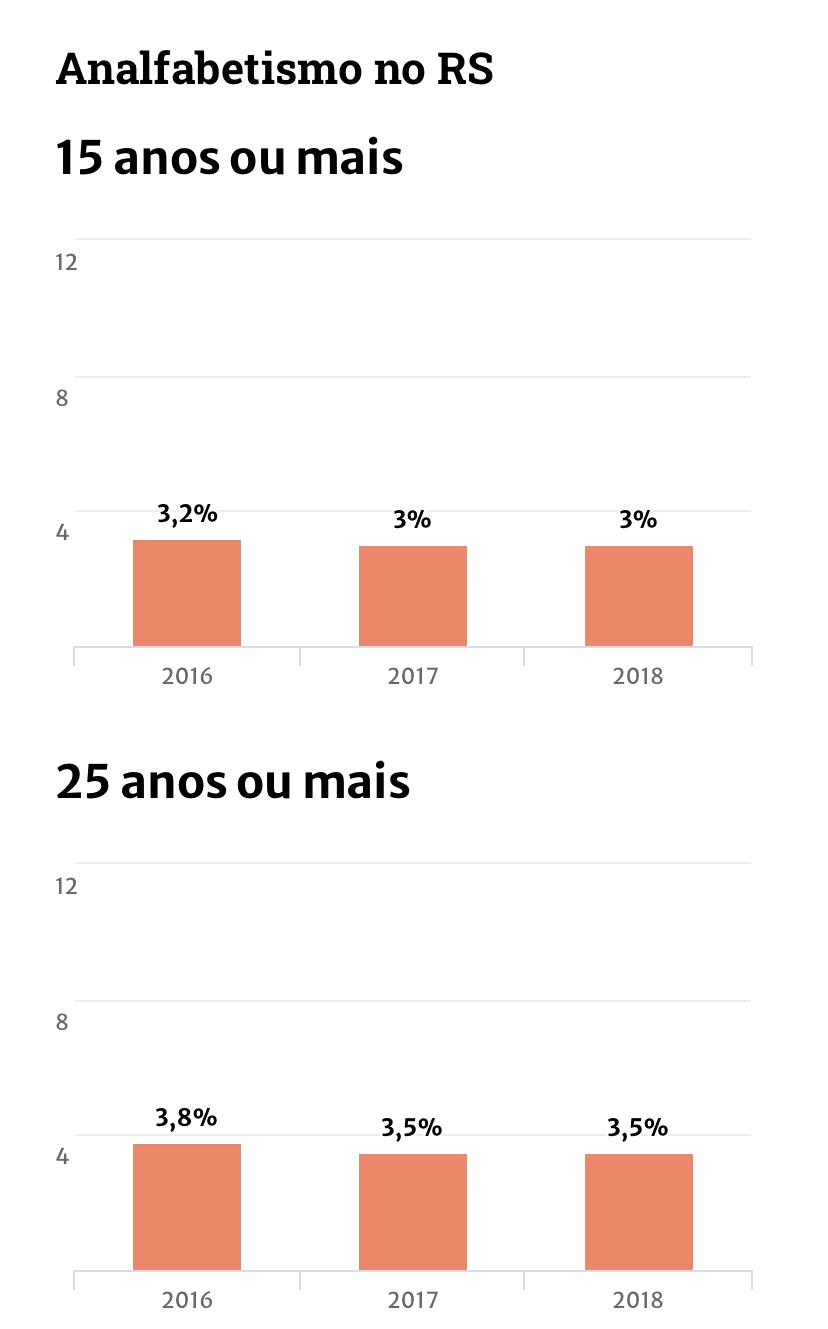 Analfabetismo no RS
15 anos ou mais
12
8
4
3,2% 3% 3%
2016 2017 2018
25 anos ou mais
12
8
4
3,8% 3,5% 3,5%
2016 2017 2018